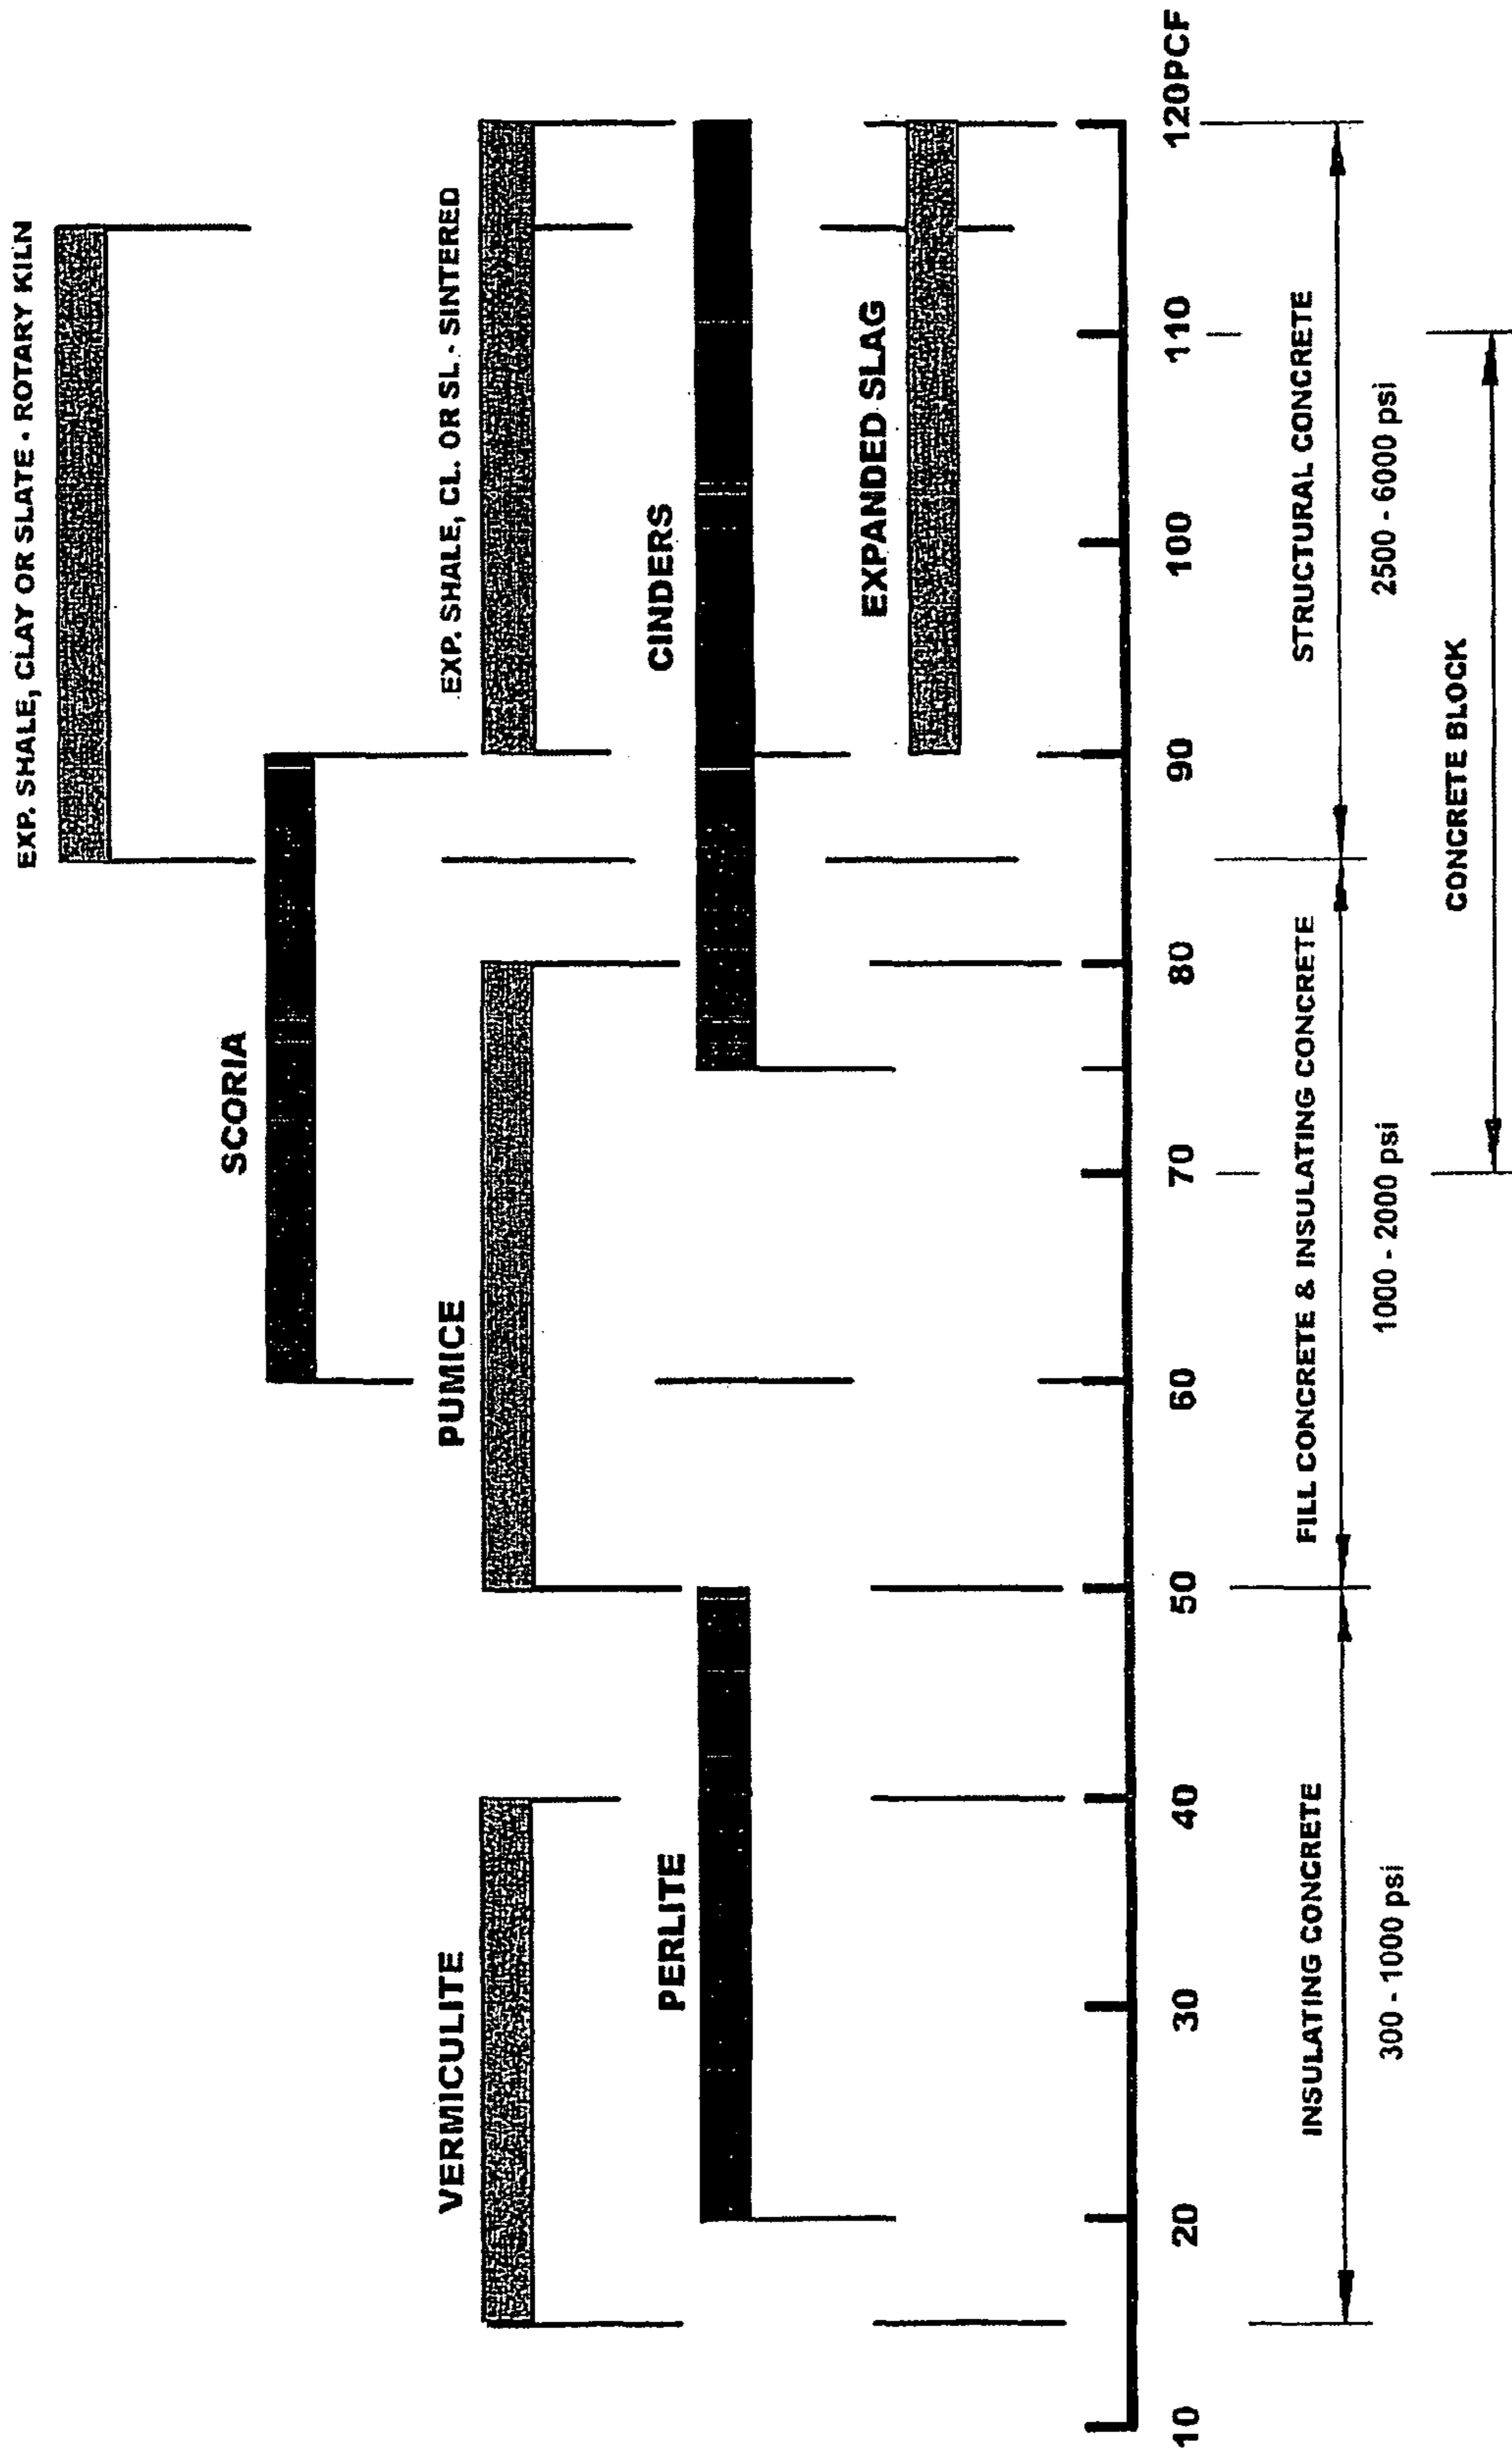 EXP. SHALE, CLAY OR SLATE - ROTARY KILN
SCORIA
VERMICULITE
PUMICE
EXP. SHALE, CL. OR SL. - SINTERED
PERLITE
CINDERS
EXPANDED SLAG
10 20 30 40 50 60 70 80 90 100 110 120PCF
INSULATING CONCRETE
FILL CONCRETE & INSULATING CONCRETE
STRUCTURAL CONCRETE
300 - 1000 psi
1000 - 2000 psi
2500 - 6000 psi
CONCRETE BLOCK